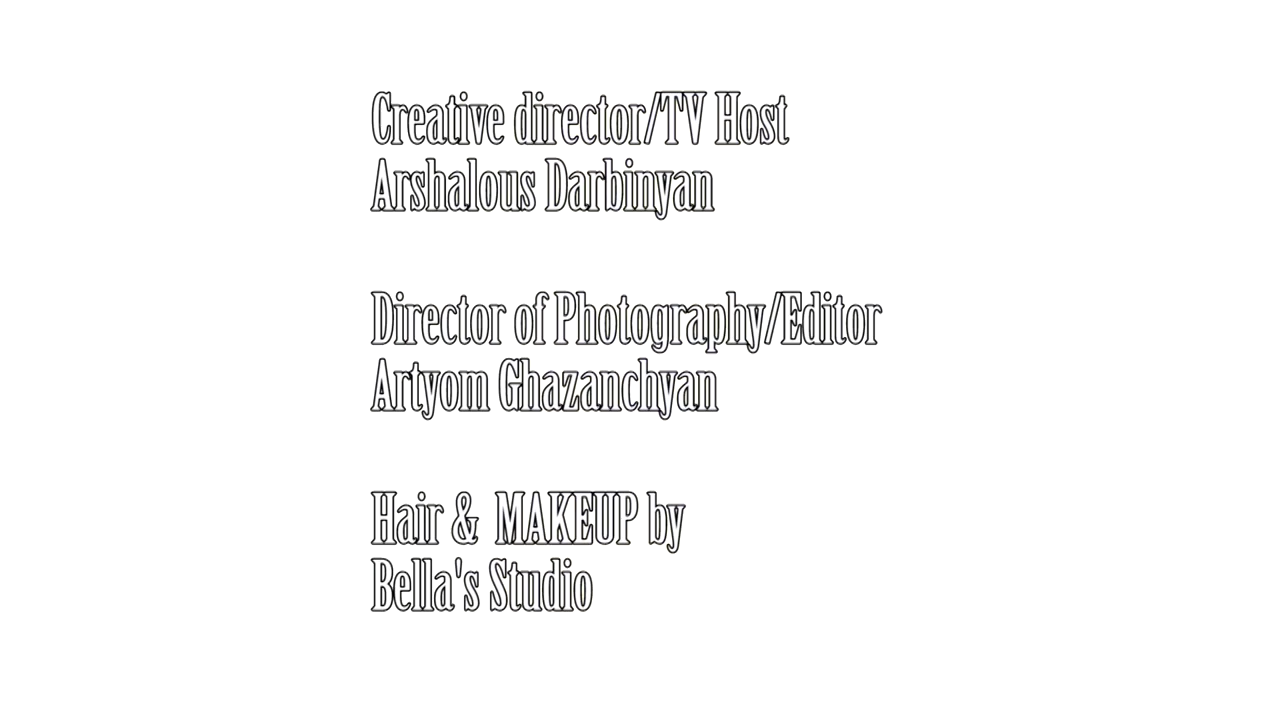 Creative director/TV Host
Arshalous Darbinyan
Director of Photography/Editor
Artyom Ghazanchyan
Hair &  MAKEUP by
Bella's Studio